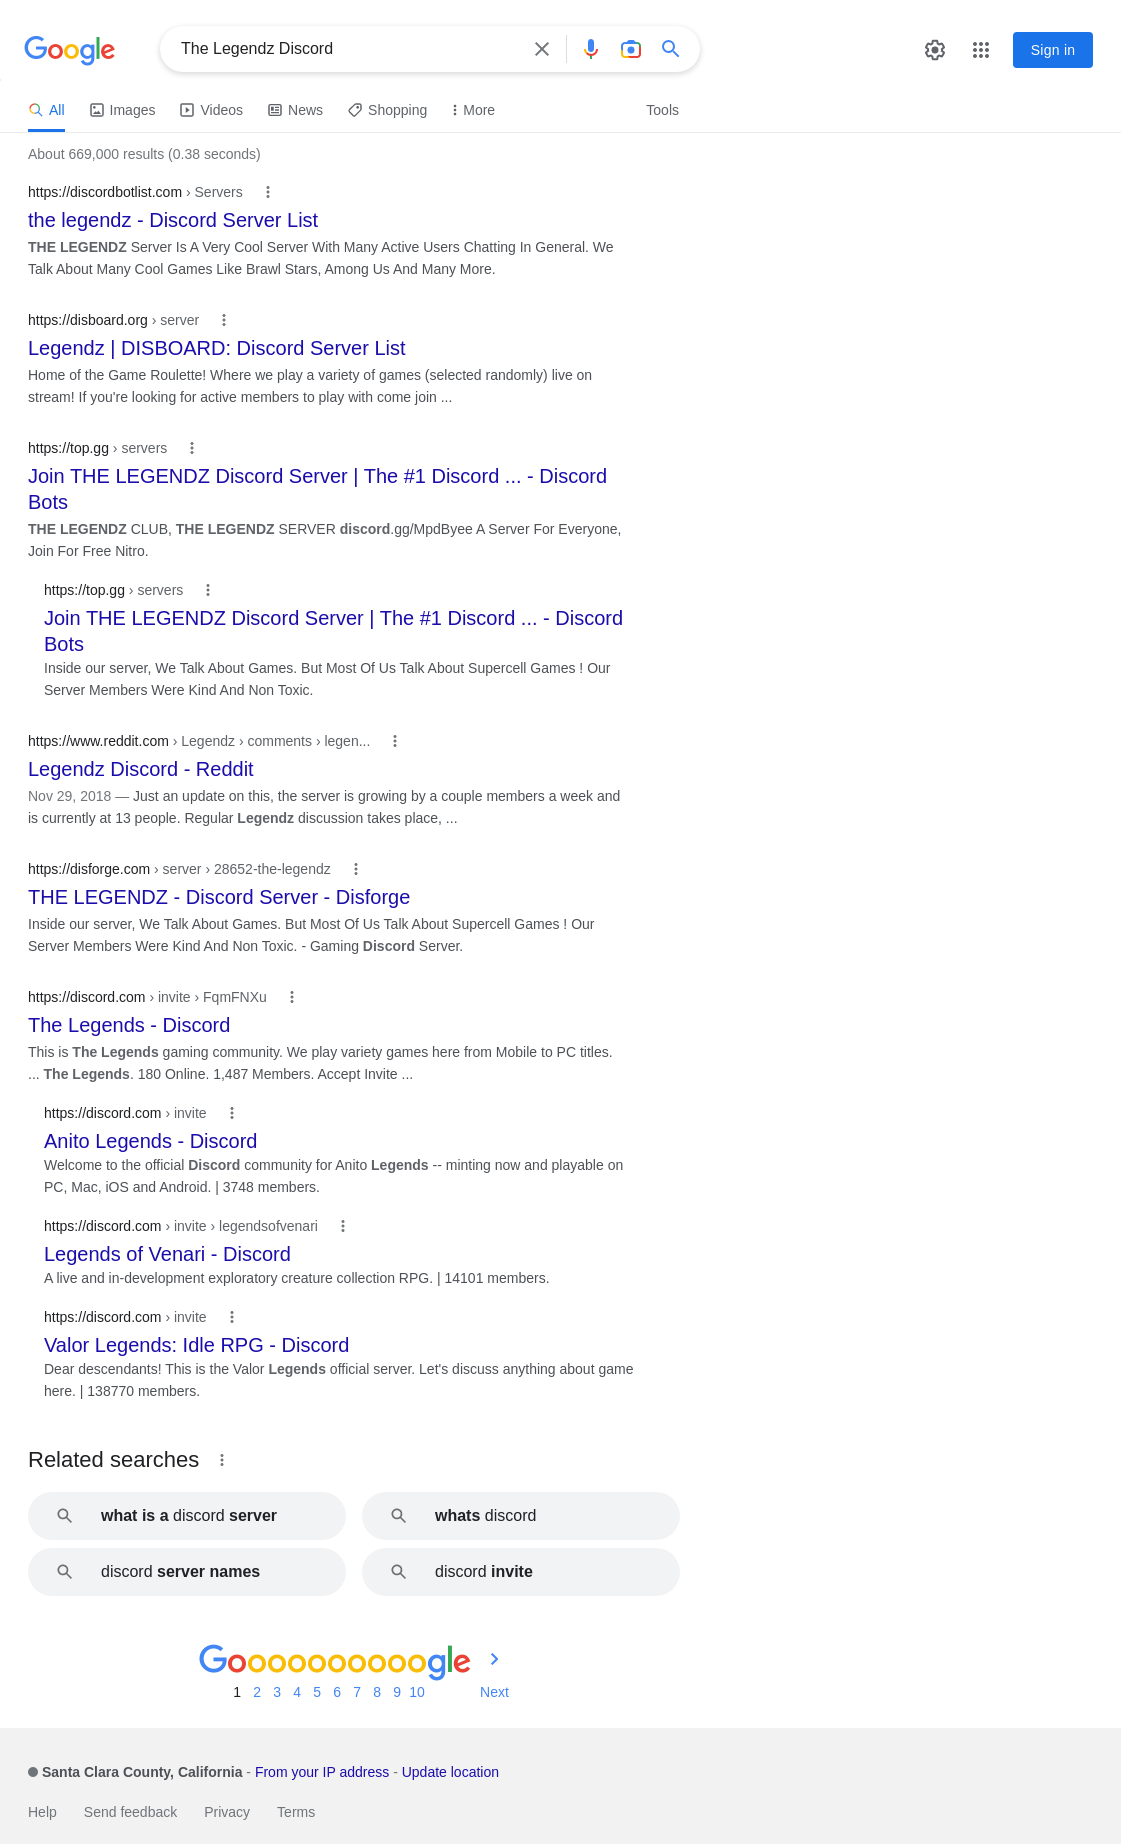 Google
The Legendz Discord
Sign in
All Images Videos News Shopping More Tools
About 669,000 results (0.38 seconds)
https://discordbotlist.com › Servers
the legendz - Discord Server List
THE LEGENDZ Server Is A Very Cool Server With Many Active Users Chatting In General. We
Talk About Many Cool Games Like Brawl Stars, Among Us And Many More.
https://disboard.org › server
Legendz | DISBOARD: Discord Server List
Home of the Game Roulette! Where we play a variety of games (selected randomly) live on
stream! If you're looking for active members to play with come join ...
https://top.gg › servers
Join THE LEGENDZ Discord Server | The #1 Discord ... - Discord
Bots
THE LEGENDZ CLUB, THE LEGENDZ SERVER discord.gg/MpdByee A Server For Everyone,
Join For Free Nitro.
https://top.gg › servers
Join THE LEGENDZ Discord Server | The #1 Discord ... - Discord
Bots
Inside our server, We Talk About Games. But Most Of Us Talk About Supercell Games ! Our
Server Members Were Kind And Non Toxic.
https://www.reddit.com › Legendz › comments › legen...
Legendz Discord - Reddit
Nov 29, 2018 — Just an update on this, the server is growing by a couple members a week and
is currently at 13 people. Regular Legendz discussion takes place, ...
https://disforge.com › server › 28652-the-legendz
THE LEGENDZ - Discord Server - Disforge
Inside our server, We Talk About Games. But Most Of Us Talk About Supercell Games ! Our
Server Members Were Kind And Non Toxic. - Gaming Discord Server.
https://discord.com › invite › FqmFNXu
The Legends - Discord
This is The Legends gaming community. We play variety games here from Mobile to PC titles.
... The Legends. 180 Online. 1,487 Members. Accept Invite ...
https://discord.com › invite
Anito Legends - Discord
Welcome to the official Discord community for Anito Legends -- minting now and playable on
PC, Mac, iOS and Android. | 3748 members.
https://discord.com › invite › legendsofvenari
Legends of Venari - Discord
A live and in-development exploratory creature collection RPG. | 14101 members.
https://discord.com › invite
Valor Legends: Idle RPG - Discord
Dear descendants! This is the Valor Legends official server. Let's discuss anything about game
here. | 138770 members.
Related searches
what is a discord server
whats discord
discord server names
discord invite
Goooooooooogle
1 2 3 4 5 6 7 8 9 10 Next
Santa Clara County, California - From your IP address - Update location
Help Send feedback Privacy Terms